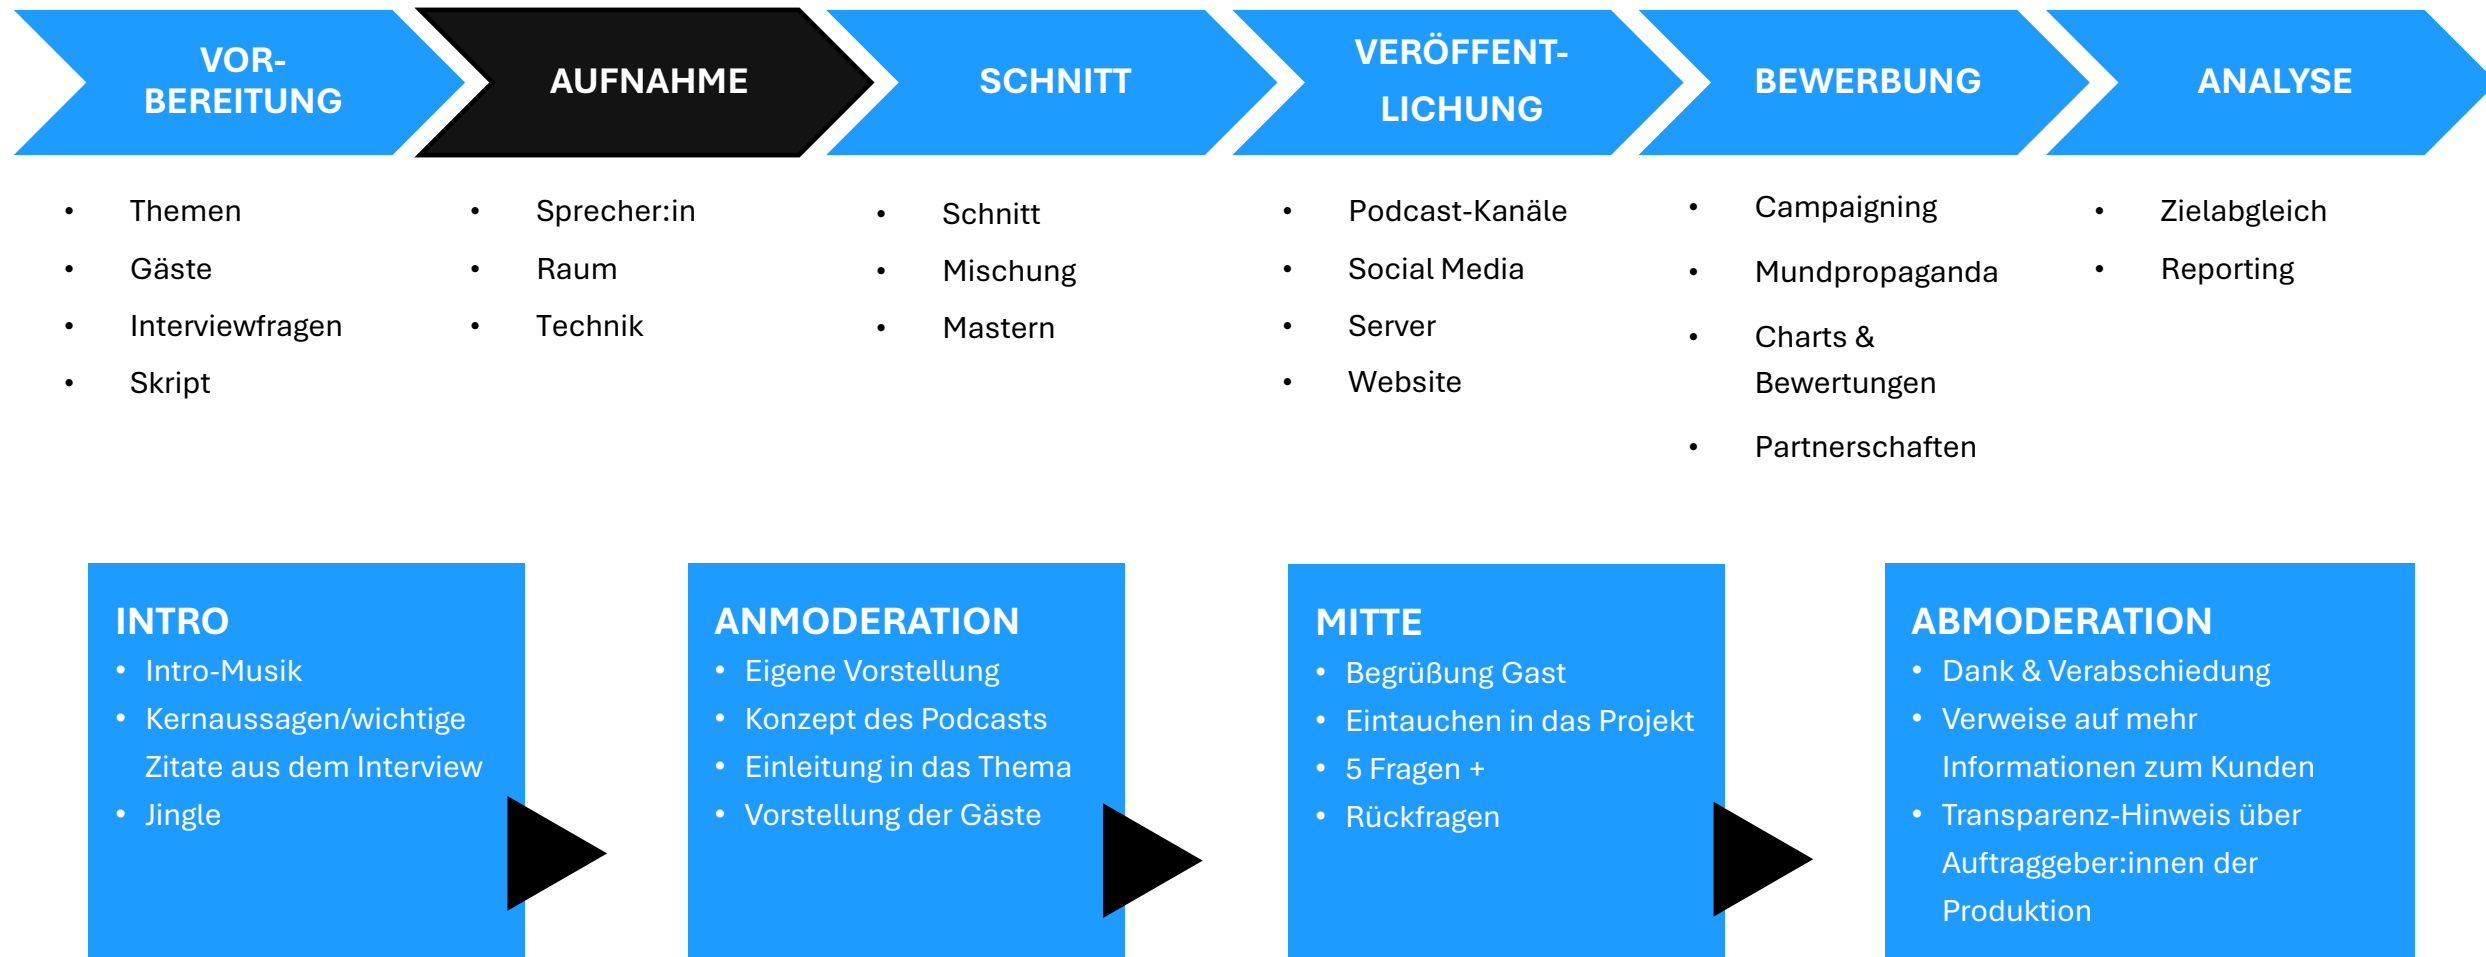 VOR-
BEREITUNG
AUFNAHME
SCHNITT
VERÖFFENT-
LICHUNG
BEWERBUNG
ANALYSE
• Themen
• Gäste
• Interviewfragen
• Skript
• Sprecher:in
• Raum
• Technik
• Schnitt
• Mischung
• Mastern
• Podcast-Kanäle
• Social Media
• Server
• Website
• Campaigning
• Mundpropaganda
• Charts &
Bewertungen
• Partnerschaften
• Zielabgleich
• Reporting
INTRO
• Intro-Musik
• Kernaussagen/wichtige
Zitate aus dem Interview
• Jingle
ANMODERATION
• Eigene Vorstellung
• Konzept des Podcasts
• Einleitung in das Thema
• Vorstellung der Gäste
MITTE
• Begrüßung Gast
• Eintauchen in das Projekt
• 5 Fragen +
• Rückfragen
ABMODERATION
• Dank & Verabschiedung
• Verweise auf mehr
Informationen zum Kunden
• Transparenz-Hinweis über
Auftraggeber:innen der
Produktion